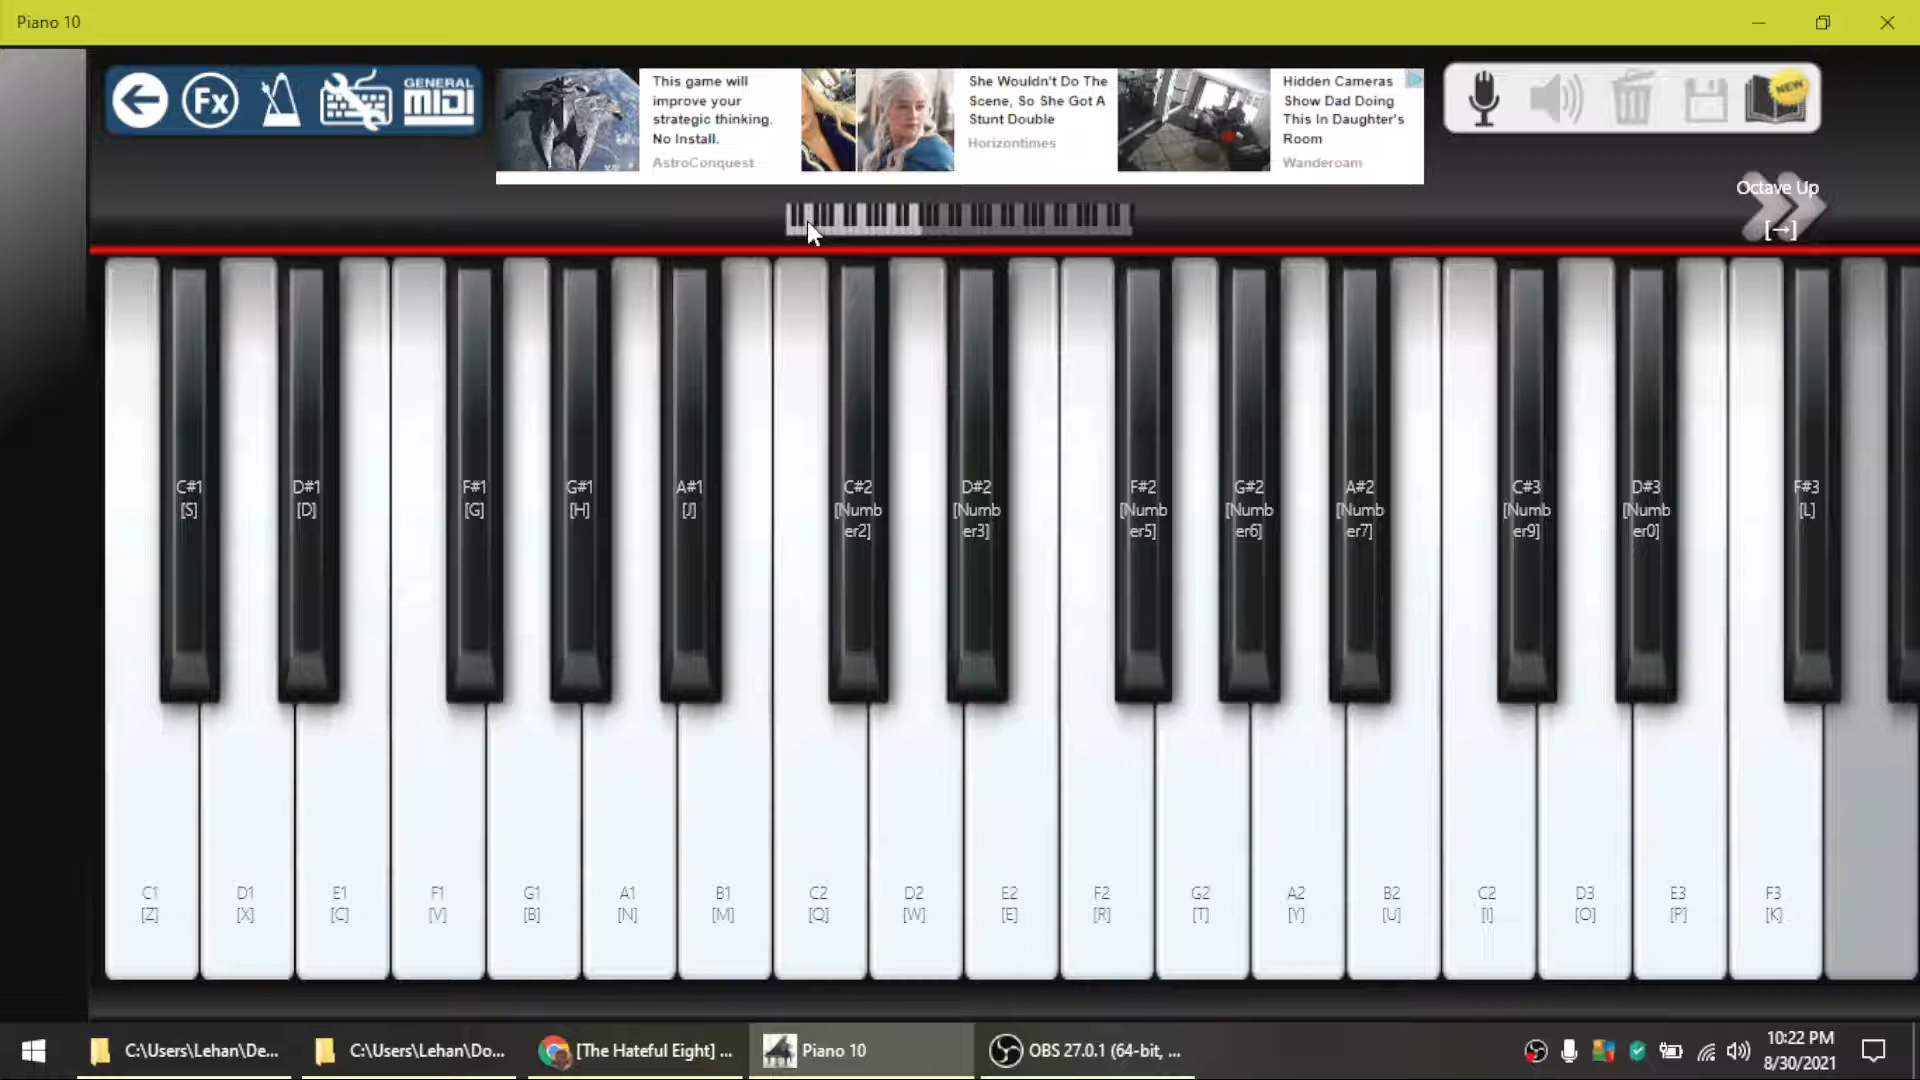 Piano 10
Fx
GENERAL
MIDI
This game will
improve your
strategic thinking.
No Install.
AstroConquest
She Wouldn't Do The
Scene, So She Got A
Stunt Double
Horizontimes
Hidden Cameras
Show Dad Doing
This In Daughter's
Room
Wanderoam
NEW
Octave Up
[→]
C#1
[S]
D#1
[D]
F#1
[G]
G#1
[H]
A#1
[J]
C#2
[Numb
er2]
D#2
[Numb
er3]
F#2
[Numb
er5]
G#2
[Numb
er6]
A#2
[Numb
er7]
C#3
[Numb
er9]
D#3
[Numb
er0]
F#3
[L]
C1
[Z]
D1
[X]
E1
[C]
F1
[V]
G1
[B]
A1
[N]
B1
[M]
C2
[Q]
D2
[W]
E2
[E]
F2
[R]
G2
[T]
A2
[Y]
B2
[U]
C2
[I]
D3
[O]
E3
[P]
F3
[K]
C:\Users\Lehan\De...
C:\Users\Lehan\Do...
[The Hateful Eight] ...
Piano 10
OBS 27.0.1 (64-bit, ...
10:22 PM
8/30/2021